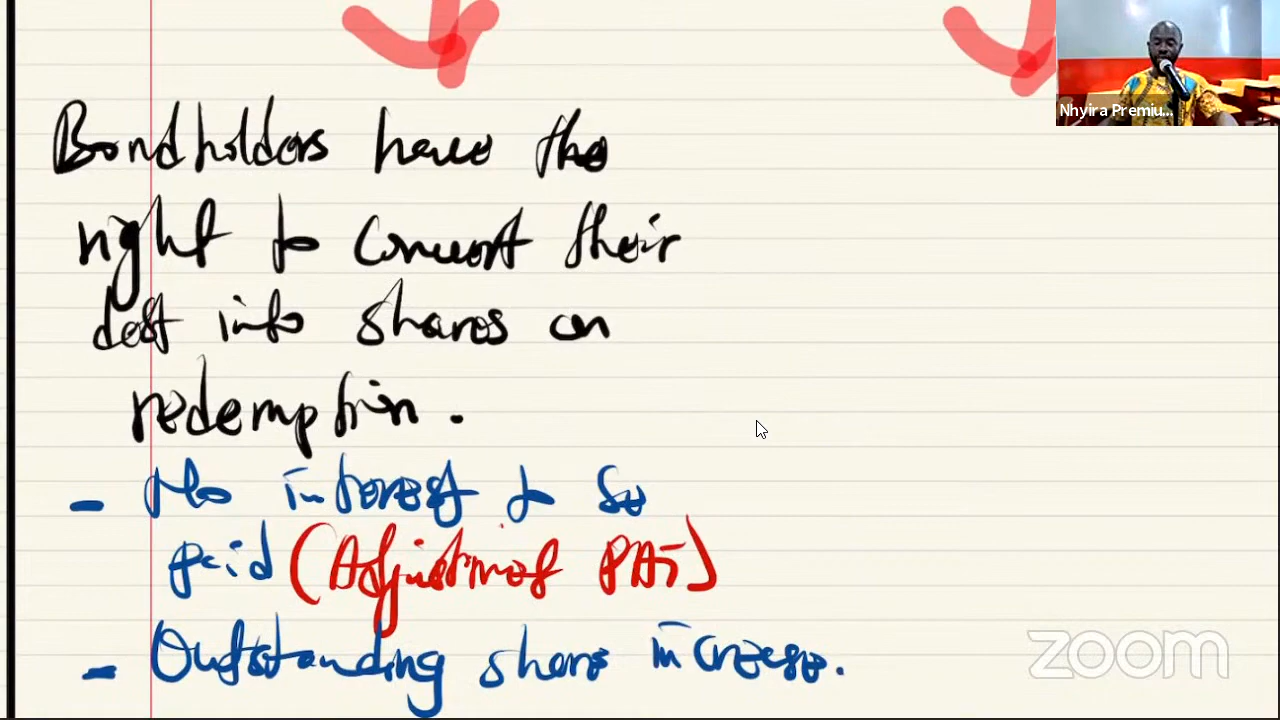 Nhyira Premiu...
Bondholders have the
right to convert their
debt into shares on
redemption.
- No interest to be
paid (Adjustment PAT)
- Outstanding share increase.
zoom